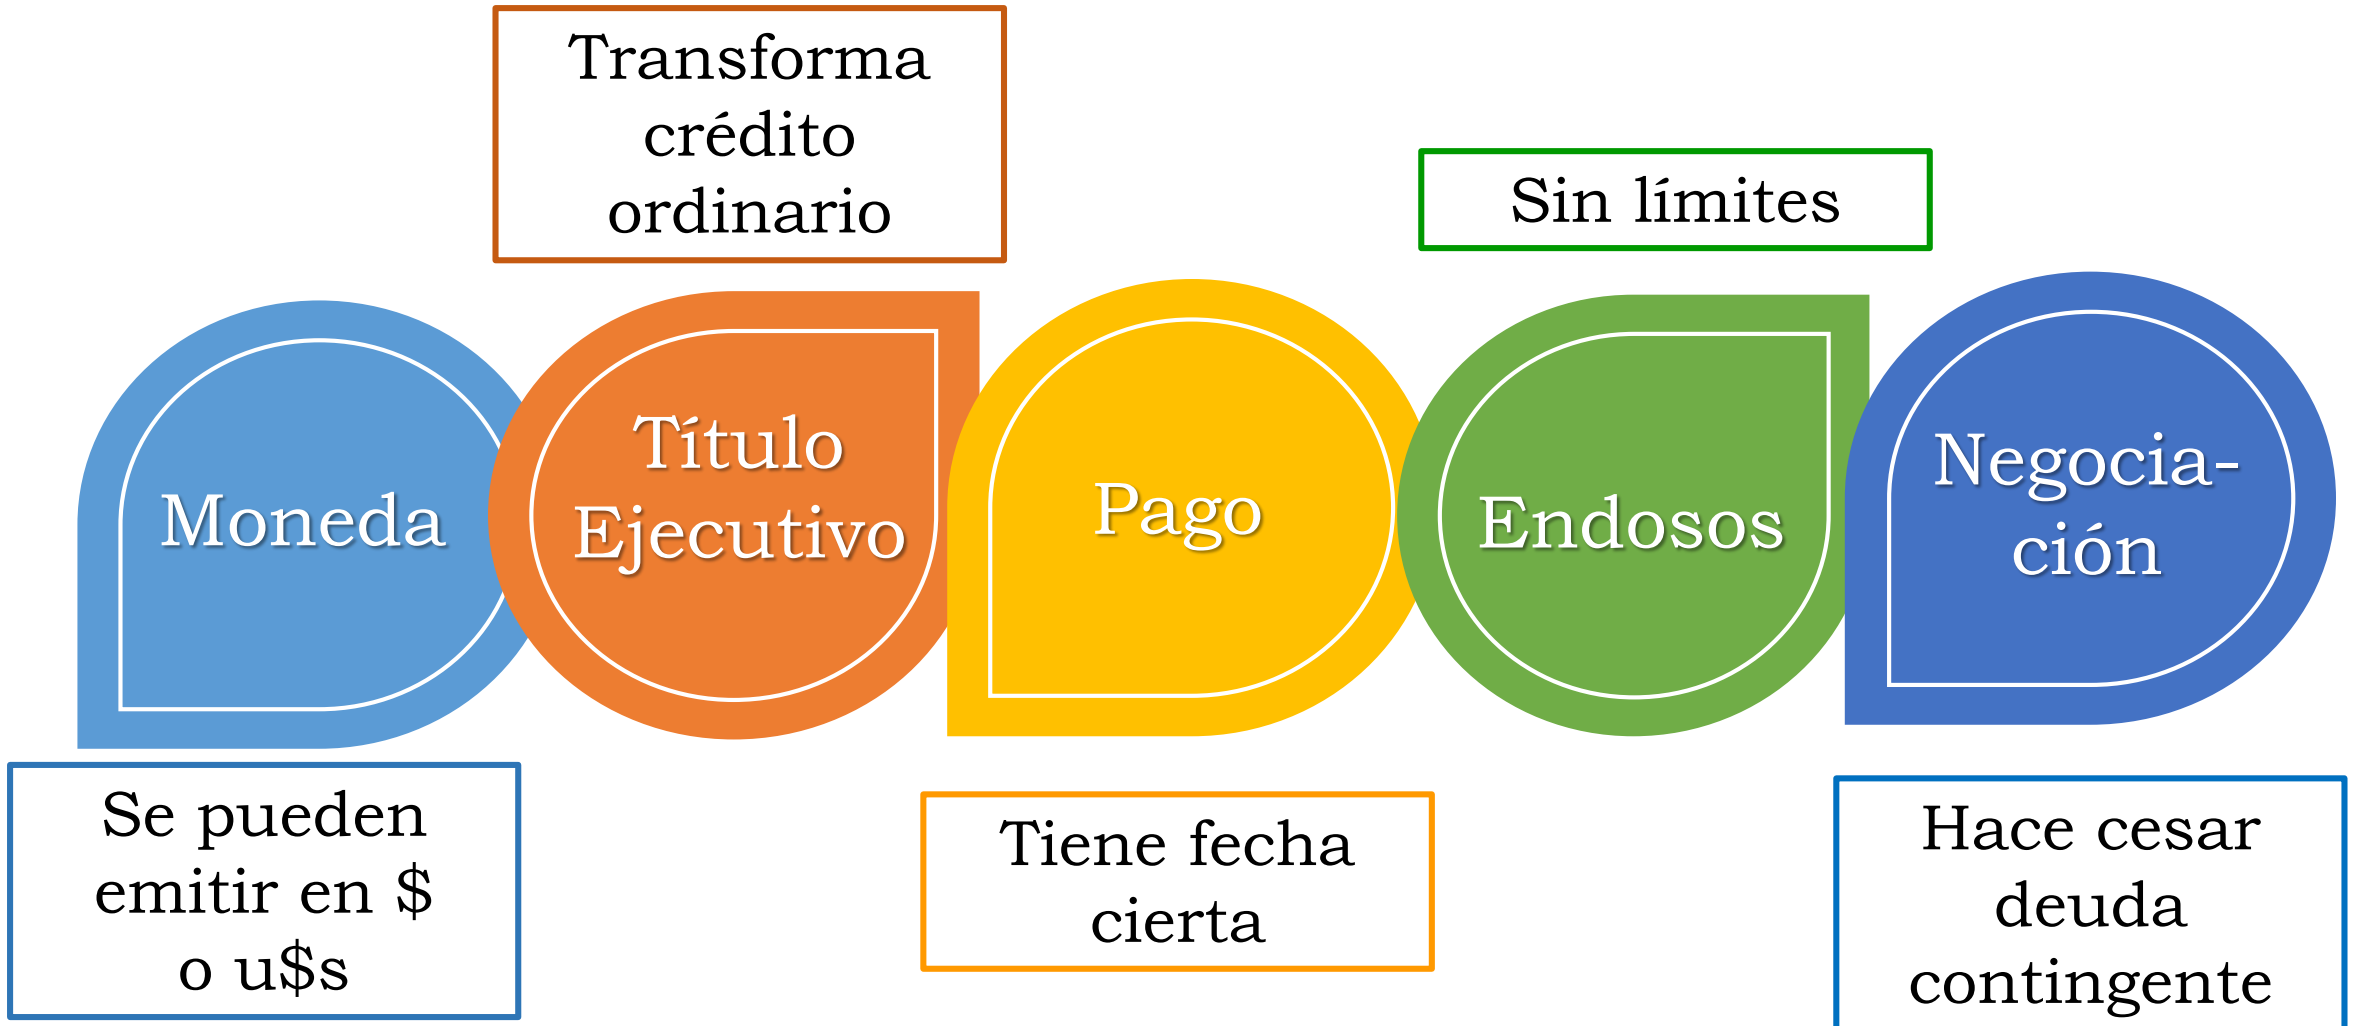 Transforma
crédito
ordinario
Sin límites
Moneda
Título
Ejecutivo
Pago
Endosos
Negocia-
ción
Se pueden
emitir en $
o u$s
Tiene fecha
cierta
Hace cesar
deuda
contingente